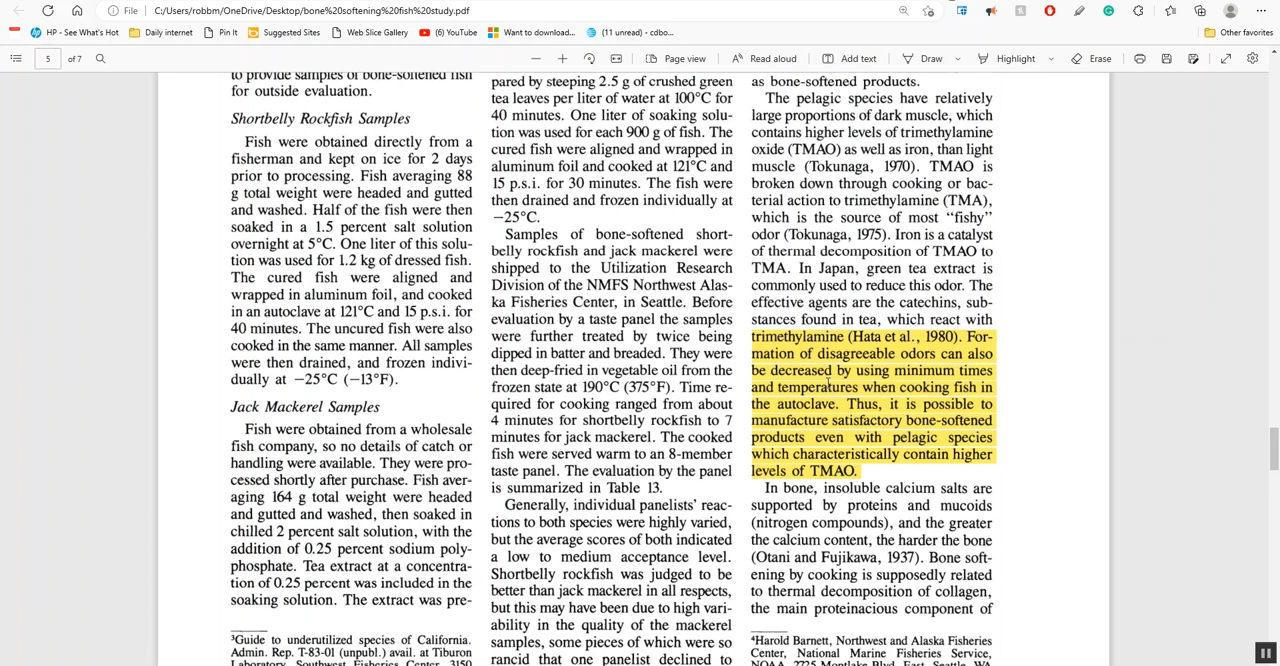 File
C:/Users/robbm/OneDrive/Desktop/bone%20softening%20fish%20study.pdf
HP - See What's Hot
Daily internet
Pin It
Suggested Sites
Web Slice Gallery
(6) YouTube
Want to download...
(11 unread) - cdbo...
Other favorites
5
of 7
Page view
Read aloud
Add text
Draw
Highlight
Erase
to provide samples of bone-softened fish
for outside evaluation.
Shortbelly Rockfish Samples
Fish were obtained directly from a
fisherman and kept on ice for 2 days
prior to processing. Fish averaging 88
g total weight were headed and gutted
and washed. Half of the fish were then
soaked in a 1.5 percent salt solution
overnight at 5°C. One liter of this solu-
tion was used for 1.2 kg of dressed fish.
The cured fish were aligned and
wrapped in aluminum foil, and cooked
in an autoclave at 121°C and 15 p.s.i. for
40 minutes. The uncured fish were also
cooked in the same manner. All samples
were then drained, and frozen indivi-
dually at −25°C (−13°F).
Jack Mackerel Samples
Fish were obtained from a wholesale
fish company, so no details of catch or
handling were available. They were pro-
cessed shortly after purchase. Fish aver-
aging 164 g total weight were headed
and gutted and washed, then soaked in
chilled 2 percent salt solution, with the
addition of 0.25 percent sodium poly-
phosphate. Tea extract at a concentra-
tion of 0.25 percent was included in the
soaking solution. The extract was pre-
³Guide to underutilized species of California.
Admin. Rep. T-83-01 (unpubl.) avail. at Tiburon
Laboratory, Southwest Fisheries Center, 3150
pared by steeping 2.5 g of crushed green
tea leaves per liter of water at 100°C for
40 minutes. One liter of soaking solu-
tion was used for each 900 g of fish. The
cured fish were aligned and wrapped in
aluminum foil and cooked at 121°C and
15 p.s.i. for 30 minutes. The fish were
then drained and frozen individually at
−25°C.
Samples of bone-softened short-
belly rockfish and jack mackerel were
shipped to the Utilization Research
Division of the NMFS Northwest Alas-
ka Fisheries Center, in Seattle. Before
evaluation by a taste panel the samples
were further treated by twice being
dipped in batter and breaded. They were
then deep-fried in vegetable oil from the
frozen state at 190°C (375°F). Time re-
quired for cooking ranged from about
4 minutes for shortbelly rockfish to 7
minutes for jack mackerel. The cooked
fish were served warm to an 8-member
taste panel. The evaluation by the panel
is summarized in Table 13.
Generally, individual panelists' reac-
tions to both species were highly varied,
but the average scores of both indicated
a low to medium acceptance level.
Shortbelly rockfish was judged to be
better than jack mackerel in all respects,
but this may have been due to high vari-
ability in the quality of the mackerel
samples, some pieces of which were so
rancid that one panelist declined to
as bone-softened products.
The pelagic species have relatively
large proportions of dark muscle, which
contains higher levels of trimethylamine
oxide (TMAO) as well as iron, than light
muscle (Tokunaga, 1970). TMAO is
broken down through cooking or bac-
terial action to trimethylamine (TMA),
which is the source of most “fishy”
odor (Tokunaga, 1975). Iron is a catalyst
of thermal decomposition of TMAO to
TMA. In Japan, green tea extract is
commonly used to reduce this odor. The
effective agents are the catechins, sub-
stances found in tea, which react with
trimethylamine (Hata et al., 1980). For-
mation of disagreeable odors can also
be decreased by using minimum times
and temperatures when cooking fish in
the autoclave. Thus, it is possible to
manufacture satisfactory bone-softened
products even with pelagic species
which characteristically contain higher
levels of TMAO.
In bone, insoluble calcium salts are
supported by proteins and mucoids
(nitrogen compounds), and the greater
the calcium content, the harder the bone
(Otani and Fujikawa, 1937). Bone soft-
ening by cooking is supposedly related
to thermal decomposition of collagen,
the main proteinacious component of
⁴Harold Barnett, Northwest and Alaska Fisheries
Center, National Marine Fisheries Service,
NOAA, 2725 Montlake Blvd. East, Seattle, WA